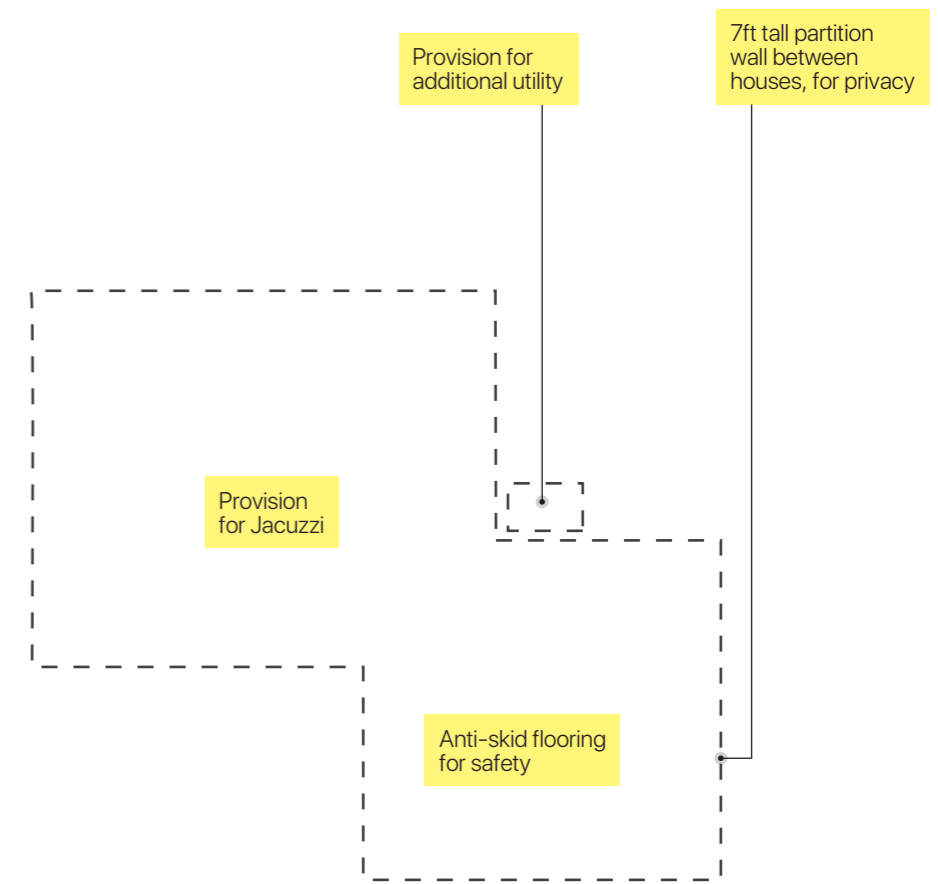 Provision for
additional utility
7ft tall partition
wall between
houses, for privacy
Provision
for Jacuzzi
Anti-skid flooring
for safety